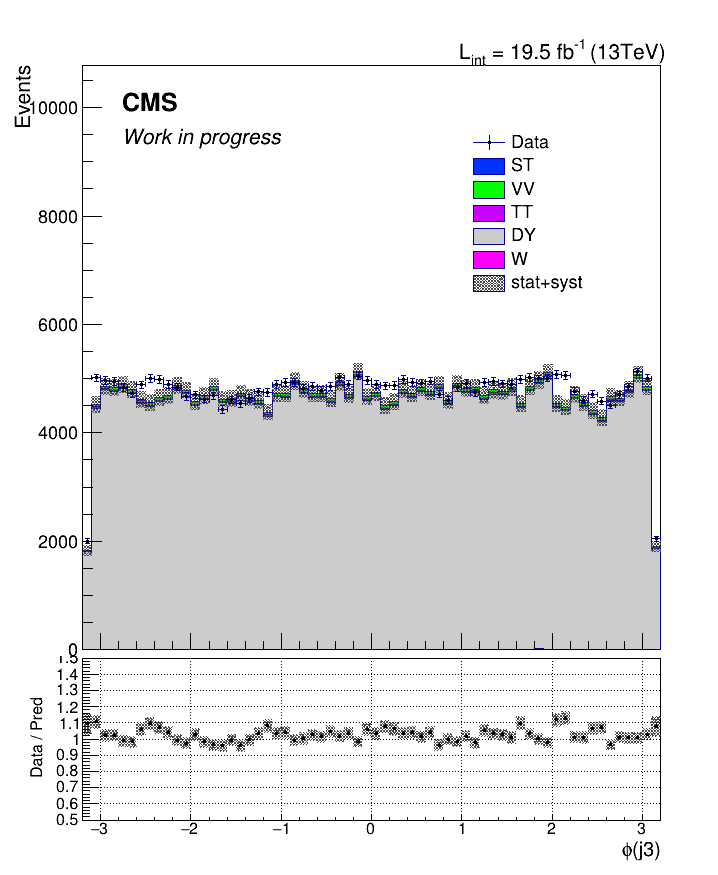 L_int = 19.5 fb^-1 (13TeV)
Events
CMS
Work in progress
Data
ST
VV
TT
DY
W
stat+syst
10000
8000
6000
4000
2000
0
Data / Pred
1.5
1.4
1.3
1.2
1.1
1
0.9
0.8
0.7
0.6
0.5
−3 −2 −1 0 1 2 3
ϕ(j3)